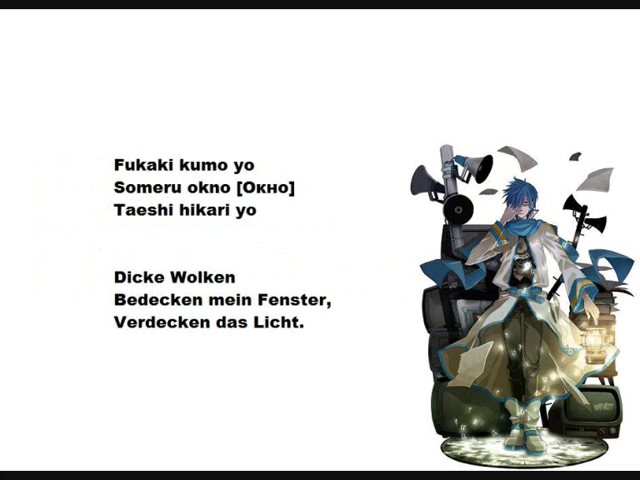 Fukaki kumo yo
Someru okno [Окно]
Taeshi hikari yo
Dicke Wolken
Bedecken mein Fenster,
Verdecken das Licht.